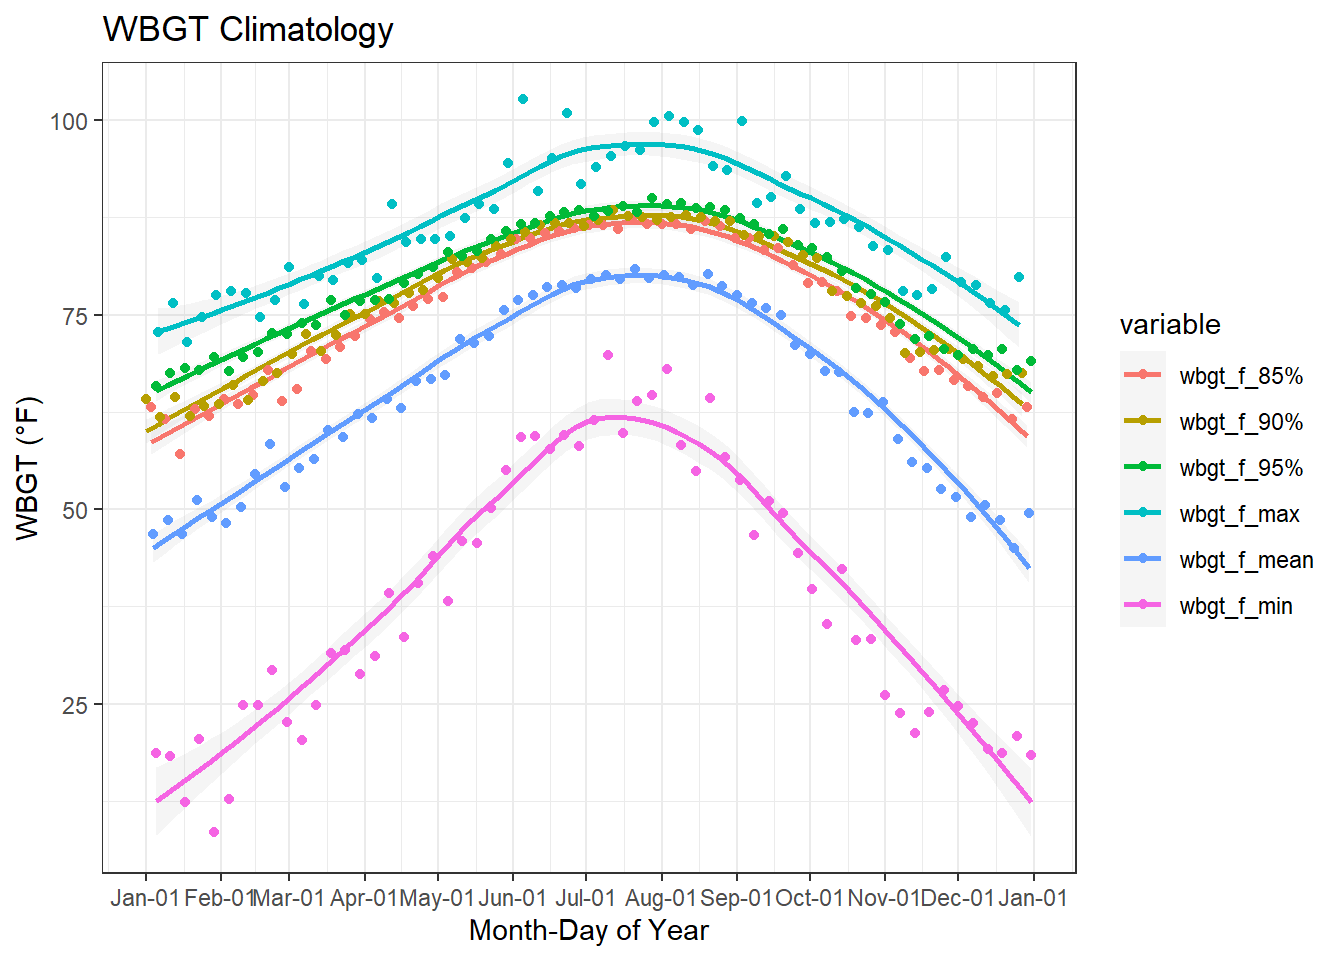 WBGT Climatology
WBGT (°F)
100
75
50
25
Jan-01 Feb-01 Mar-01 Apr-01 May-01 Jun-01 Jul-01 Aug-01 Sep-01 Oct-01 Nov-01 Dec-01 Jan-01
Month-Day of Year
variable
wbgt_f_85%
wbgt_f_90%
wbgt_f_95%
wbgt_f_max
wbgt_f_mean
wbgt_f_min